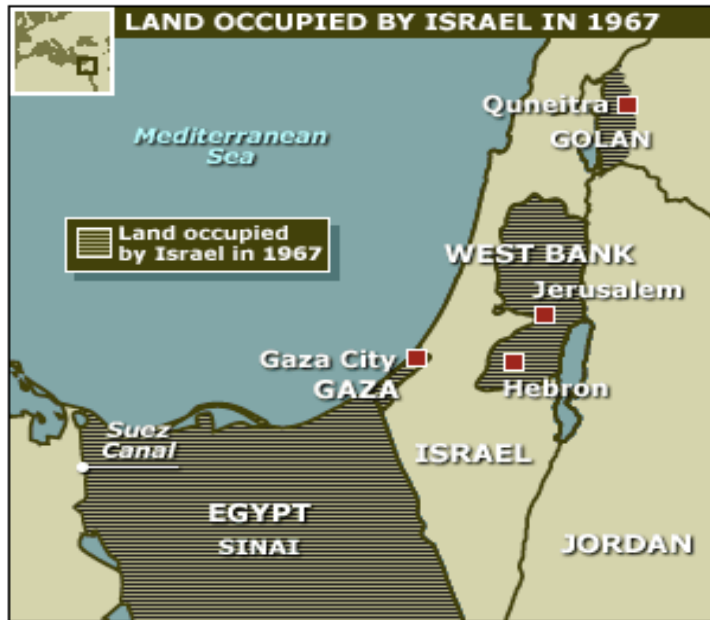 LAND OCCUPIED BY ISRAEL IN 1967
Quneitra
GOLAN
Mediterranean
Sea
Land occupied
by Israel in 1967
WEST BANK
Jerusalem
Gaza City
GAZA
Hebron
Suez
Canal
ISRAEL
EGYPT
SINAI
JORDAN